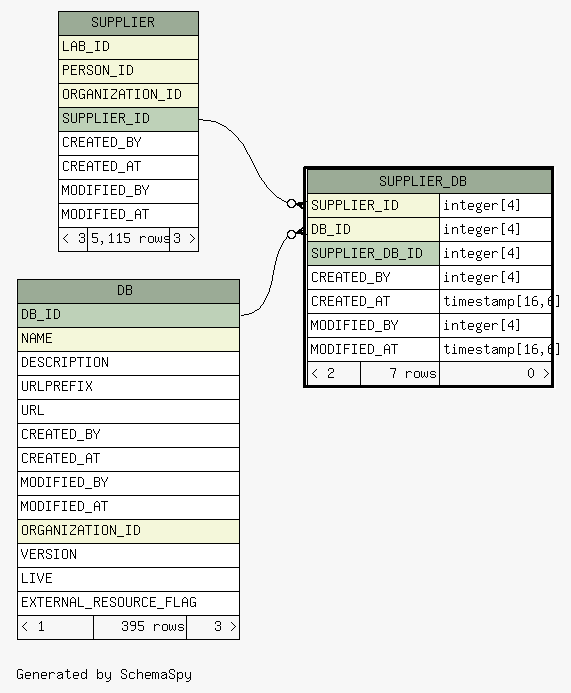 SUPPLIER
LAB_ID
PERSON_ID
ORGANIZATION_ID
SUPPLIER_ID
CREATED_BY
CREATED_AT
MODIFIED_BY
MODIFIED_AT
< 3 5,115 rows 3 >
SUPPLIER_DB
SUPPLIER_ID integer[4]
DB_ID integer[4]
SUPPLIER_DB_ID integer[4]
CREATED_BY integer[4]
CREATED_AT timestamp[16,6]
MODIFIED_BY integer[4]
MODIFIED_AT timestamp[16,6]
< 2 7 rows 0 >
DB
DB_ID
NAME
DESCRIPTION
URLPREFIX
URL
CREATED_BY
CREATED_AT
MODIFIED_BY
MODIFIED_AT
ORGANIZATION_ID
VERSION
LIVE
EXTERNAL_RESOURCE_FLAG
< 1 395 rows 3 >
Generated by SchemaSpy